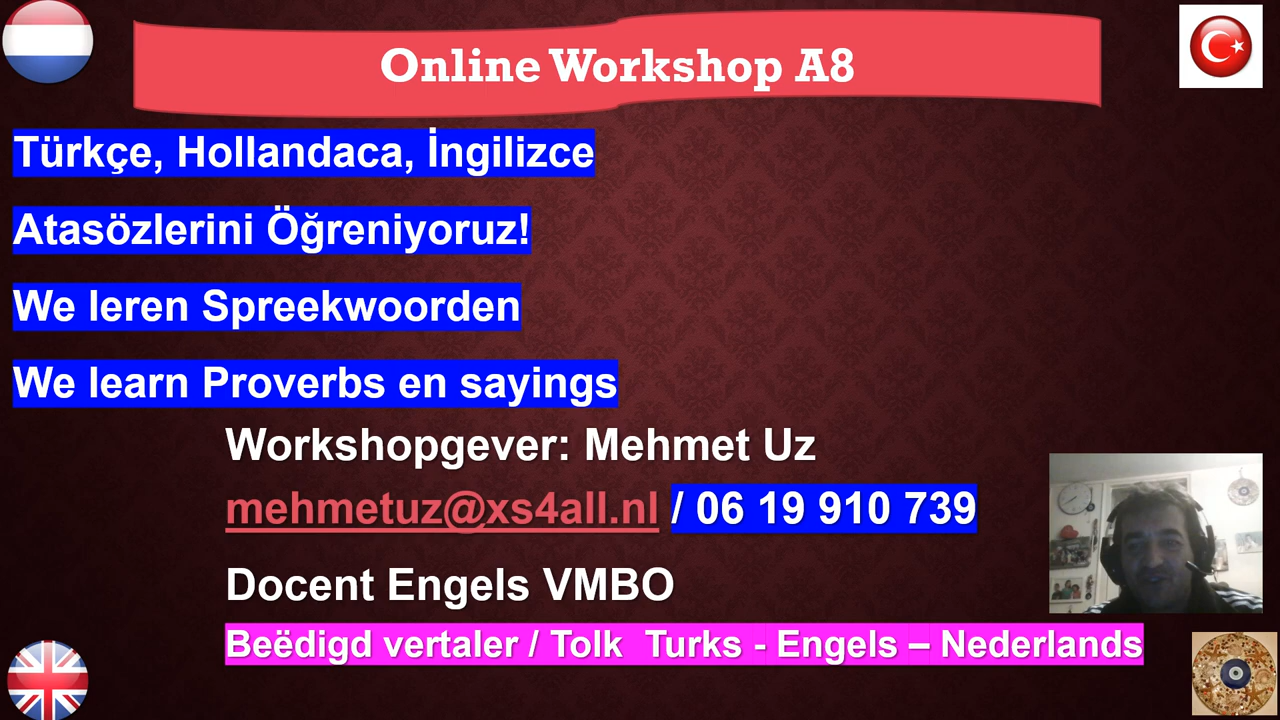 Online Workshop A8
Türkçe, Hollandaca, İngilizce
Atasözlerini Öğreniyoruz!
We leren Spreekwoorden
We learn Proverbs en sayings
Workshopgever: Mehmet Uz
mehmetuz@xs4all.nl / 06 19 910 739
Docent Engels VMBO
Beëdigd vertaler / Tolk  Turks - Engels – Nederlands